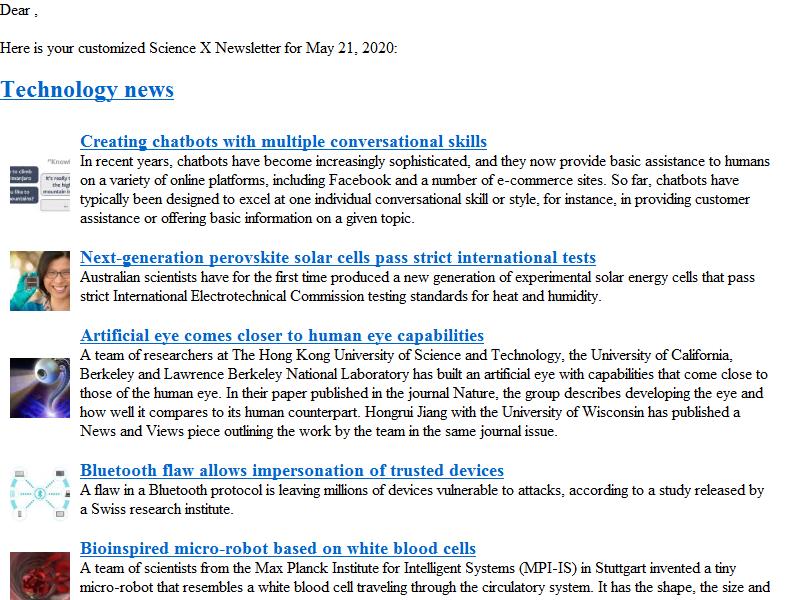 Dear ,
Here is your customized Science X Newsletter for May 21, 2020:
Technology news
Creating chatbots with multiple conversational skills
In recent years, chatbots have become increasingly sophisticated, and they now provide basic assistance to humans
on a variety of online platforms, including Facebook and a number of e-commerce sites. So far, chatbots have
typically been designed to excel at one individual conversational skill or style, for instance, in providing customer
assistance or offering basic information on a given topic.
Next-generation perovskite solar cells pass strict international tests
Australian scientists have for the first time produced a new generation of experimental solar energy cells that pass
strict International Electrotechnical Commission testing standards for heat and humidity.
Artificial eye comes closer to human eye capabilities
A team of researchers at The Hong Kong University of Science and Technology, the University of California,
Berkeley and Lawrence Berkeley National Laboratory has built an artificial eye with capabilities that come close to
those of the human eye. In their paper published in the journal Nature, the group describes developing the eye and
how well it compares to its human counterpart. Hongrui Jiang with the University of Wisconsin has published a
News and Views piece outlining the work by the team in the same journal issue.
Bluetooth flaw allows impersonation of trusted devices
A flaw in a Bluetooth protocol is leaving millions of devices vulnerable to attacks, according to a study released by
a Swiss research institute.
Bioinspired micro-robot based on white blood cells
A team of scientists from the Max Planck Institute for Intelligent Systems (MPI-IS) in Stuttgart invented a tiny
micro-robot that resembles a white blood cell traveling through the circulatory system. It has the shape, the size and